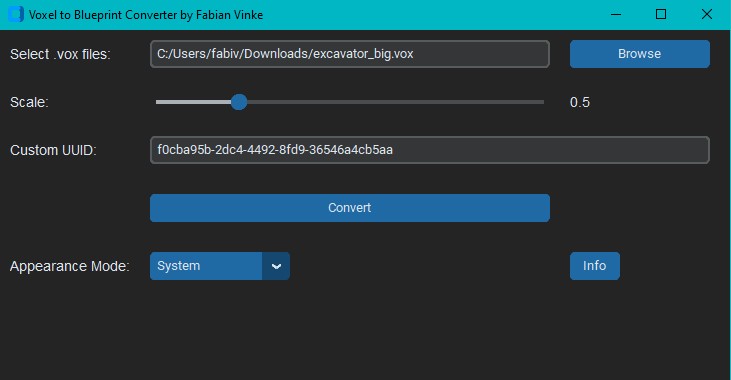 Voxel to Blueprint Converter by Fabian Vinke
Select .vox files: C:/Users/fabiv/Downloads/excavator_big.vox Browse
Scale: 0.5
Custom UUID: f0cba95b-2dc4-4492-8fd9-36546a4cb5aa
Convert
Appearance Mode: System Info